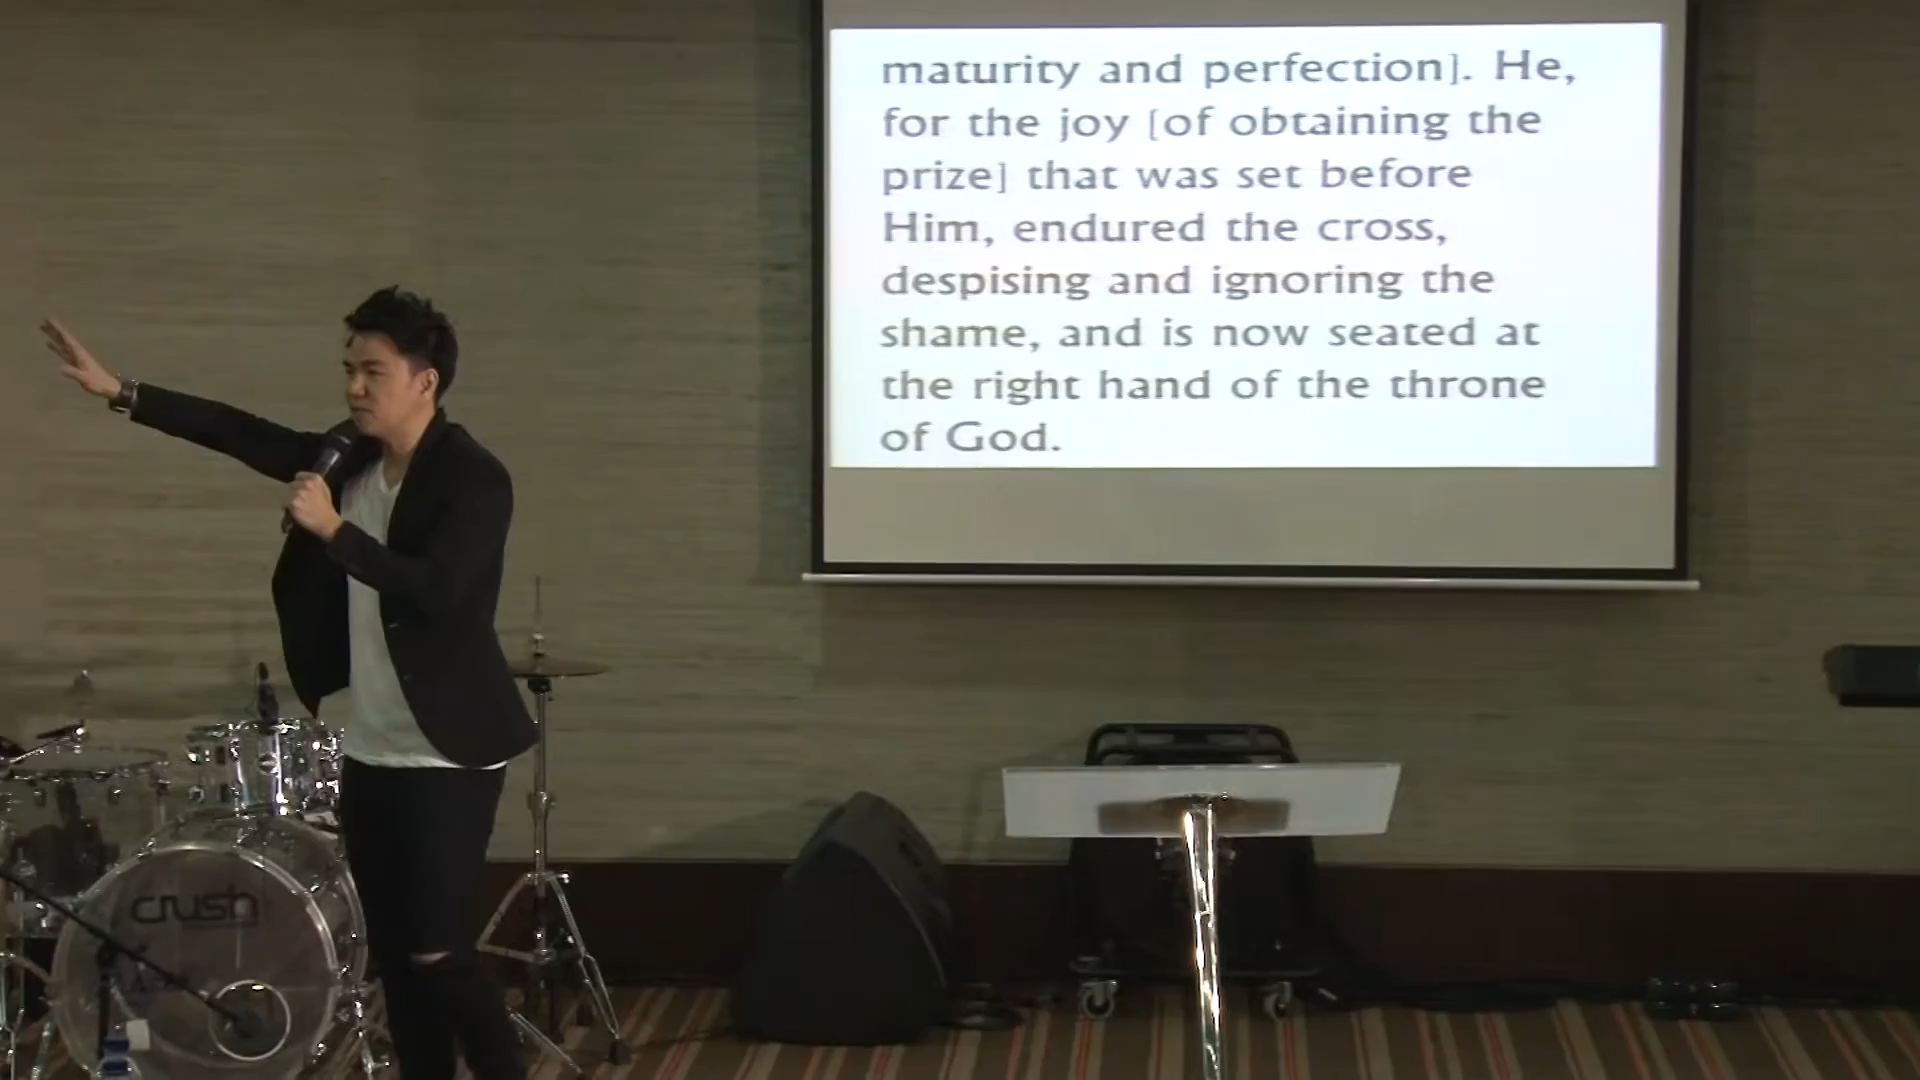 maturity and perfection]. He,
for the joy [of obtaining the
prize] that was set before
Him, endured the cross,
despising and ignoring the
shame, and is now seated at
the right hand of the throne
of God.
crush